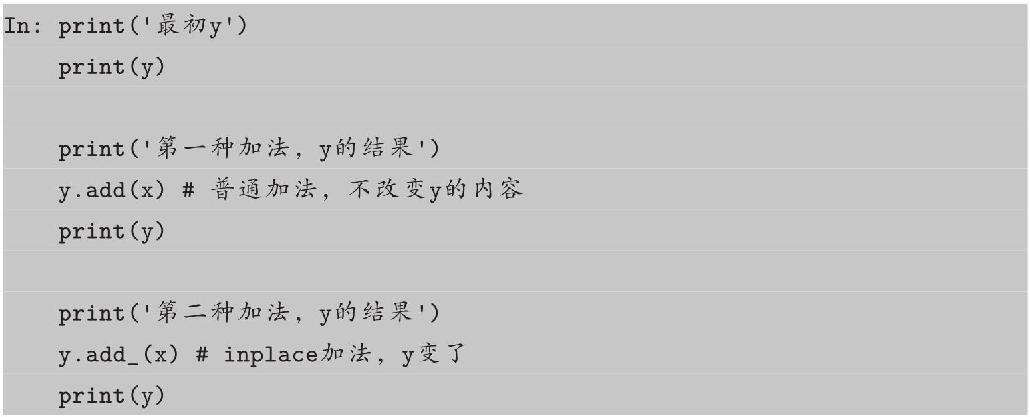 In: print('最初y')
print(y)
print('第一种加法，y的结果')
y.add(x) # 普通加法，不改变y的内容
print(y)
print('第二种加法，y的结果')
y.add_(x) # inplace加法，y变了
print(y)